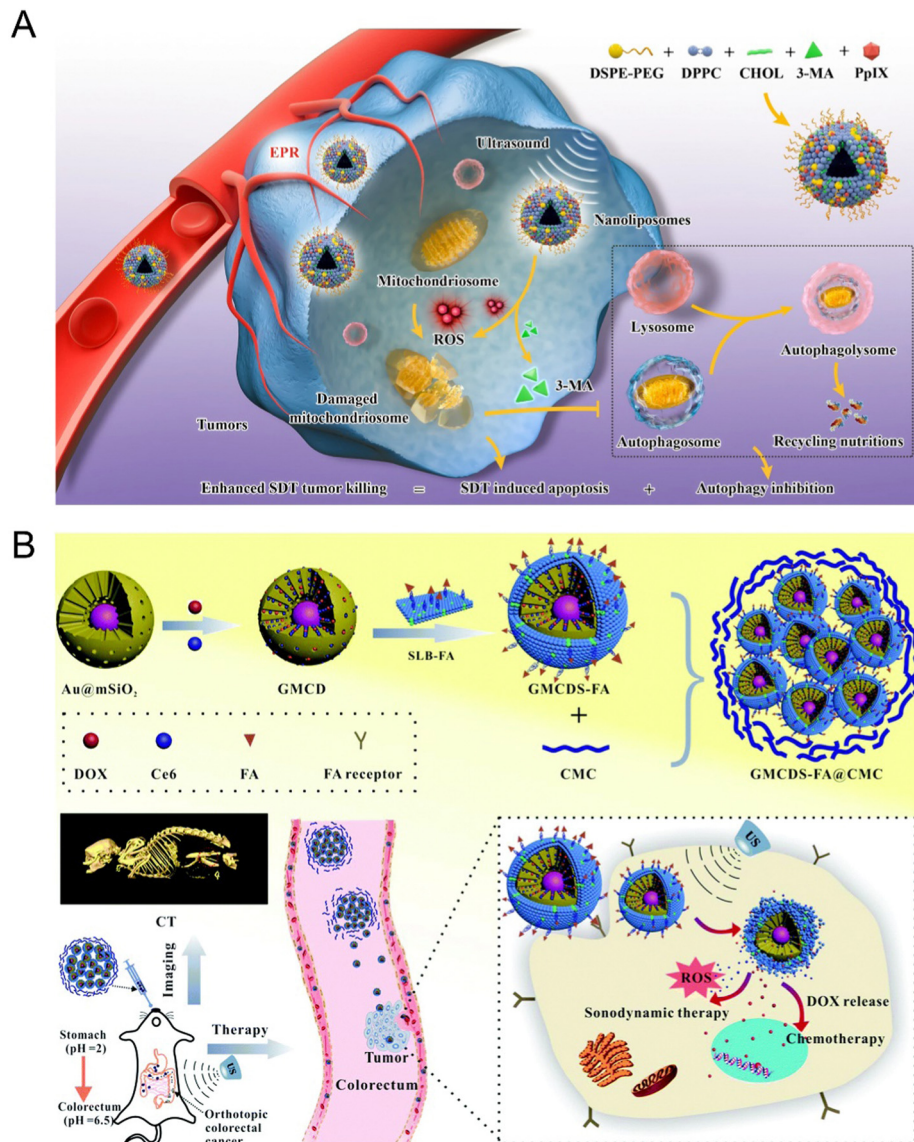 A
DSPE-PEG + DPPC + CHOL + 3-MA + PpIX
EPR
Ultrasound
Nanoliposomes
Mitochondriosome
ROS
Lysosome
Autophagolysome
3-MA
Damaged
mitochondriosome
Tumors
Autophagosome
Recycling nutritions
Enhanced SDT tumor killing = SDT induced apoptosis + Autophagy inhibition
B
SLB-FA
Au@mSiO₂
GMCD
GMCDS-FA
+
CMC
GMCDS-FA@CMC
DOX
Ce6
FA
FA receptor
CT
Imaging
Stomach
(pH =2)
Colorectum
(pH =6.5)
Therapy
US
Orthotopic
colorectal
cancer
Tumor
Colorectum
US
ROS
Sonodynamic therapy
DOX release
Chemotherapy